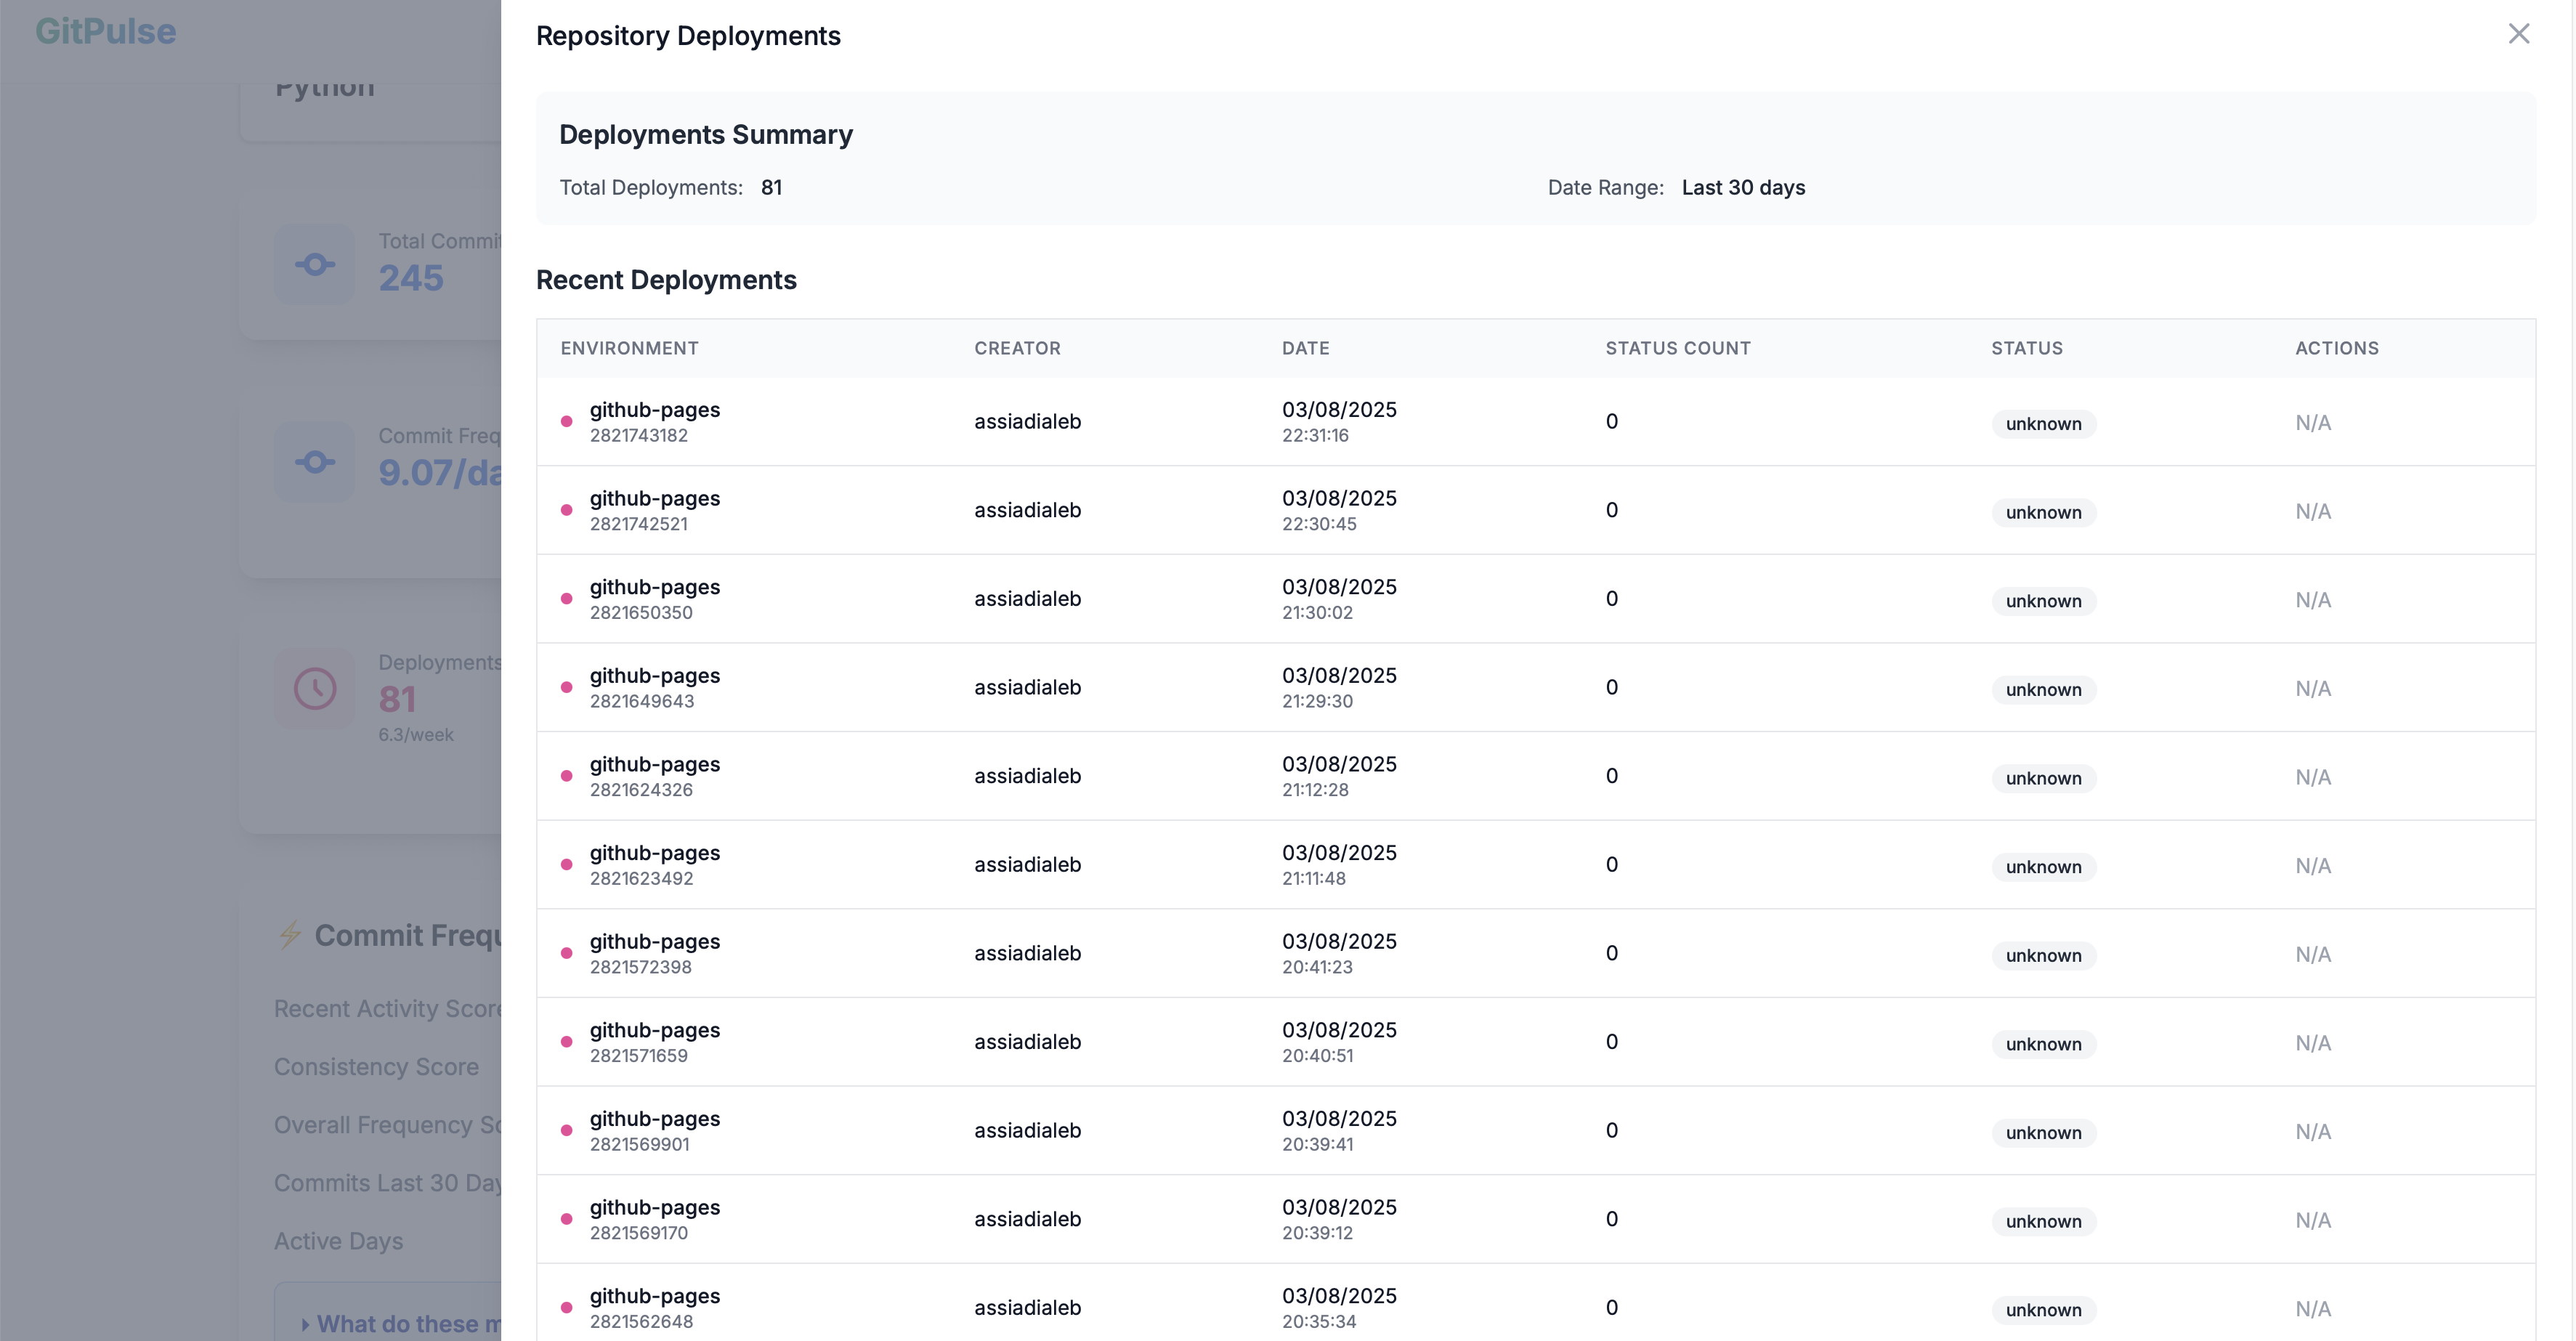 GitPulse
Python
Total Commit
245
Commit Freq
9.07/da
Deployments
81
6.3/week
⚡ Commit Frequ
Recent Activity Score
Consistency Score
Overall Frequency Sc
Commits Last 30 Day
Active Days
What do these m
Repository Deployments
Deployments Summary
Total Deployments: 81
Date Range: Last 30 days
Recent Deployments
ENVIRONMENT CREATOR DATE STATUS COUNT STATUS ACTIONS
github-pages assiadialeb 03/08/2025 0 unknown N/A
2821743182 22:31:16
github-pages assiadialeb 03/08/2025 0 unknown N/A
2821742521 22:30:45
github-pages assiadialeb 03/08/2025 0 unknown N/A
2821650350 21:30:02
github-pages assiadialeb 03/08/2025 0 unknown N/A
2821649643 21:29:30
github-pages assiadialeb 03/08/2025 0 unknown N/A
2821624326 21:12:28
github-pages assiadialeb 03/08/2025 0 unknown N/A
2821623492 21:11:48
github-pages assiadialeb 03/08/2025 0 unknown N/A
2821572398 20:41:23
github-pages assiadialeb 03/08/2025 0 unknown N/A
2821571659 20:40:51
github-pages assiadialeb 03/08/2025 0 unknown N/A
2821569901 20:39:41
github-pages assiadialeb 03/08/2025 0 unknown N/A
2821569170 20:39:12
github-pages assiadialeb 03/08/2025 0 unknown N/A
2821562648 20:35:34